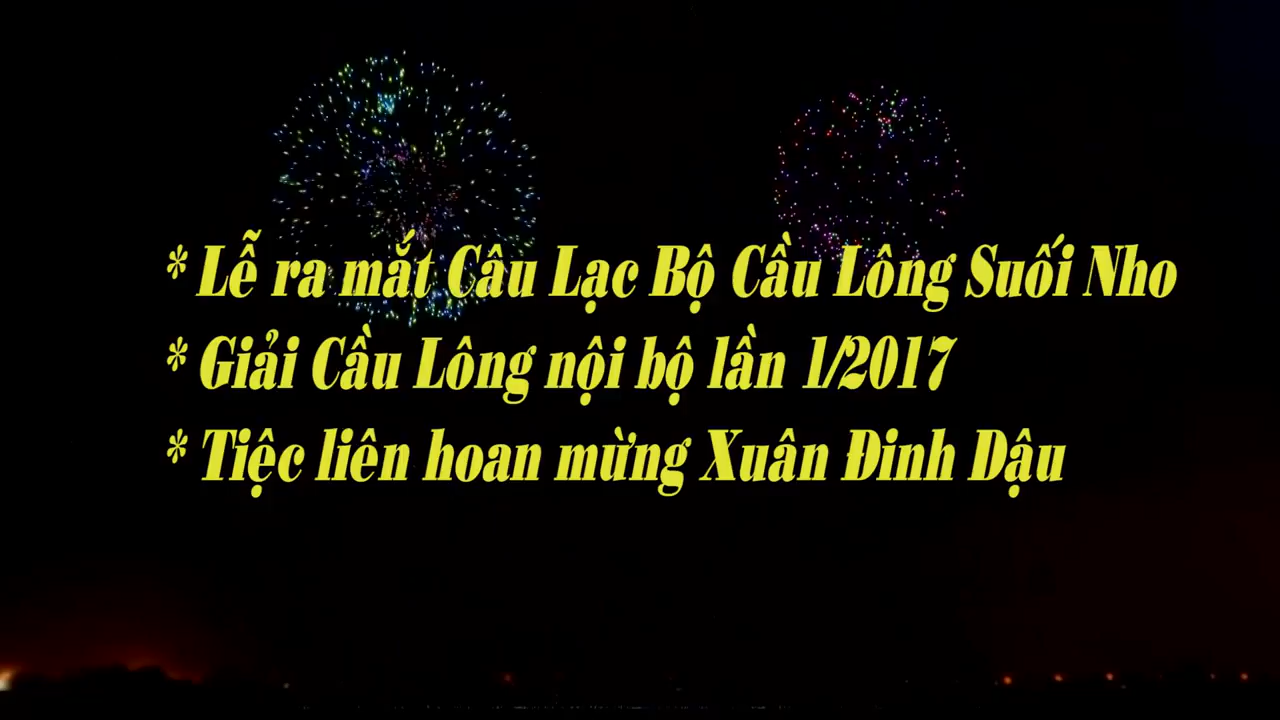 * Lễ ra mắt Câu Lạc Bộ Cầu Lông Suối Nho
* Giải Cầu Lông nội bộ lần 1/2017
* Tiệc liên hoan mừng Xuân Đinh Dậu